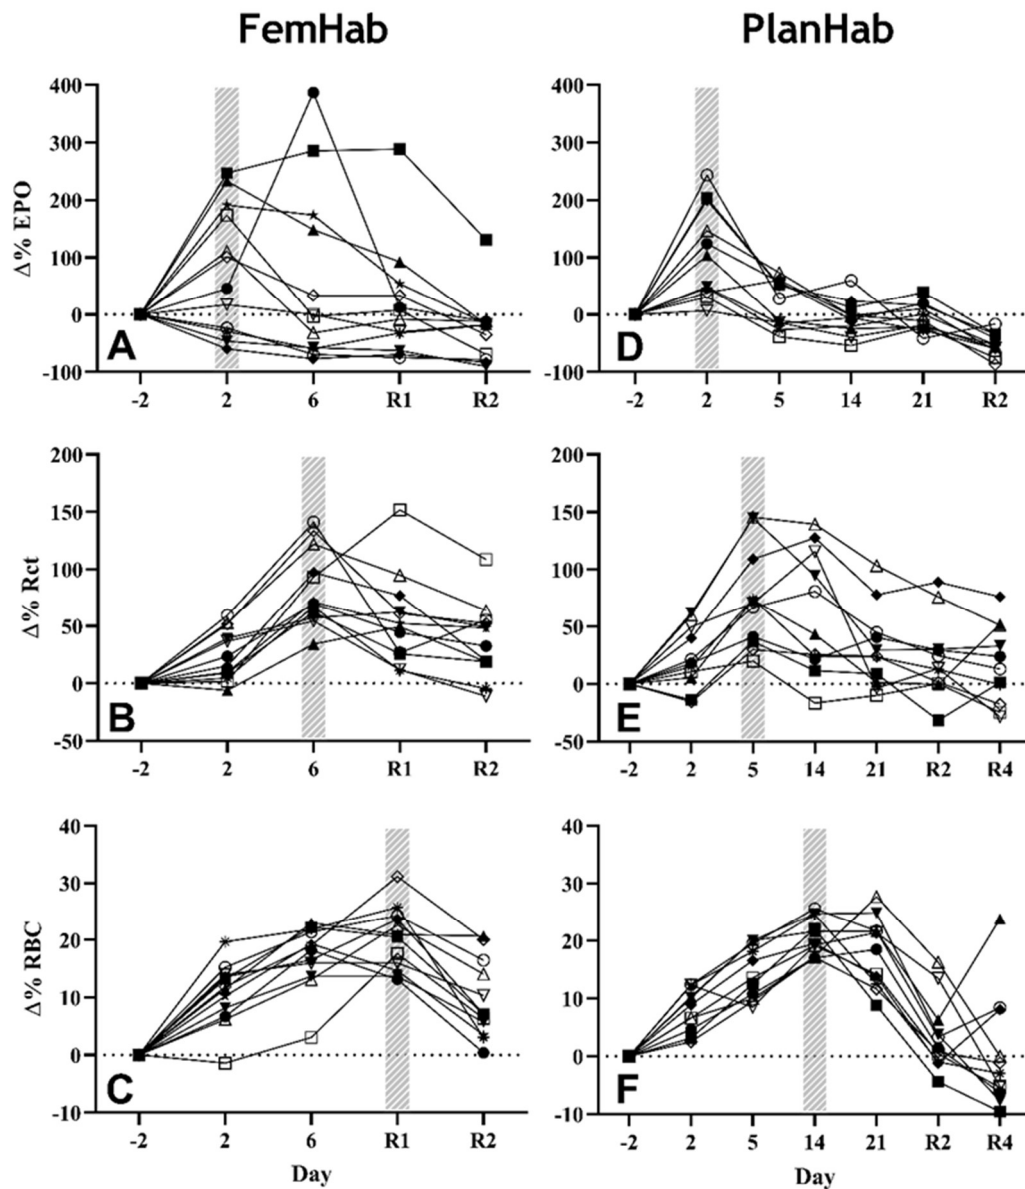 FemHab
PlanHab
Δ% EPO
400
300
200
100
0
-100
A
-2 2 6 R1 R2
400
300
200
100
0
-100
D
-2 2 5 14 21 R2
Δ% Rct
200
150
100
50
0
-50
B
-2 2 6 R1 R2
200
150
100
50
0
-50
E
-2 2 5 14 21 R2 R4
Δ% RBC
40
30
20
10
0
-10
C
-2 2 6 R1 R2
Day
40
30
20
10
0
-10
F
-2 2 5 14 21 R2 R4
Day